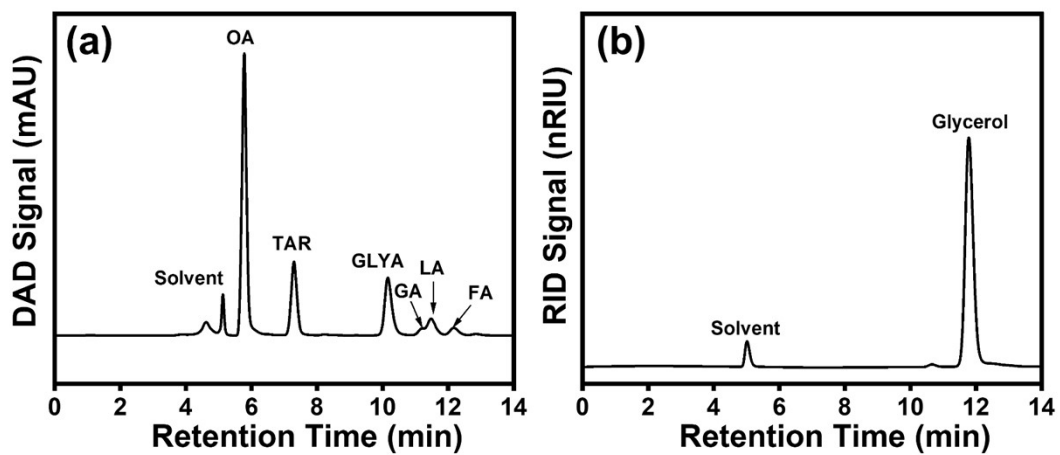 (a)
DAD Signal (mAU)
OA
TAR
Solvent
GLYA
LA
GA
FA
0 2 4 6 8 10 12 14
Retention Time (min)
(b)
RID Signal (nRIU)
Glycerol
Solvent
0 2 4 6 8 10 12 14
Retention Time (min)